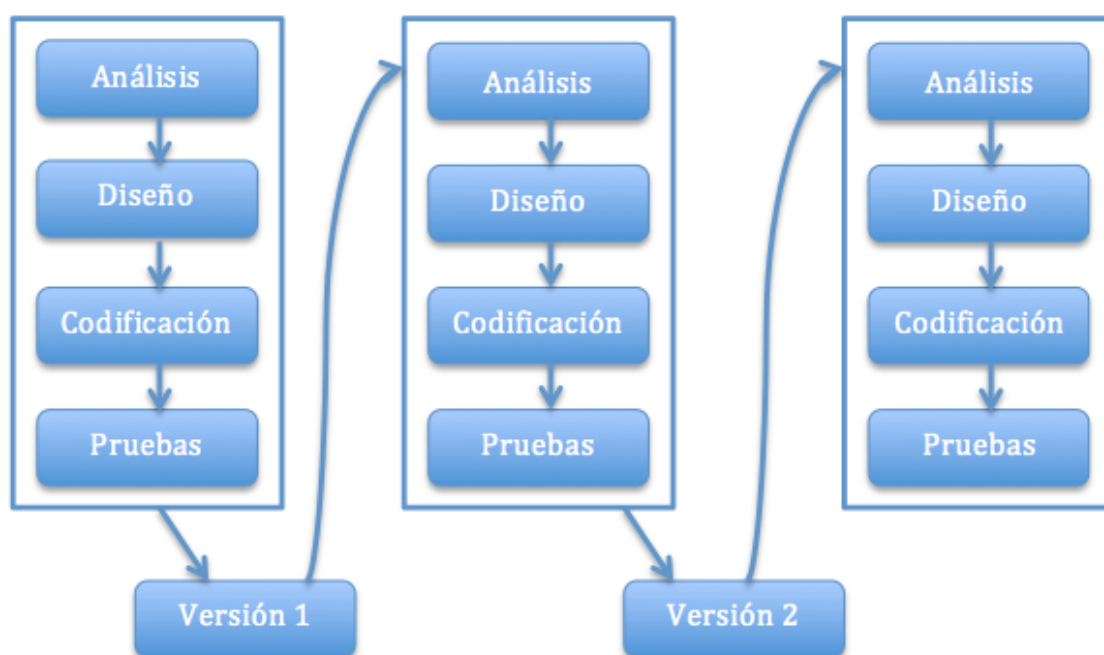 Análisis
Diseño
Codificación
Pruebas
Versión 1
Análisis
Diseño
Codificación
Pruebas
Versión 2
Análisis
Diseño
Codificación
Pruebas